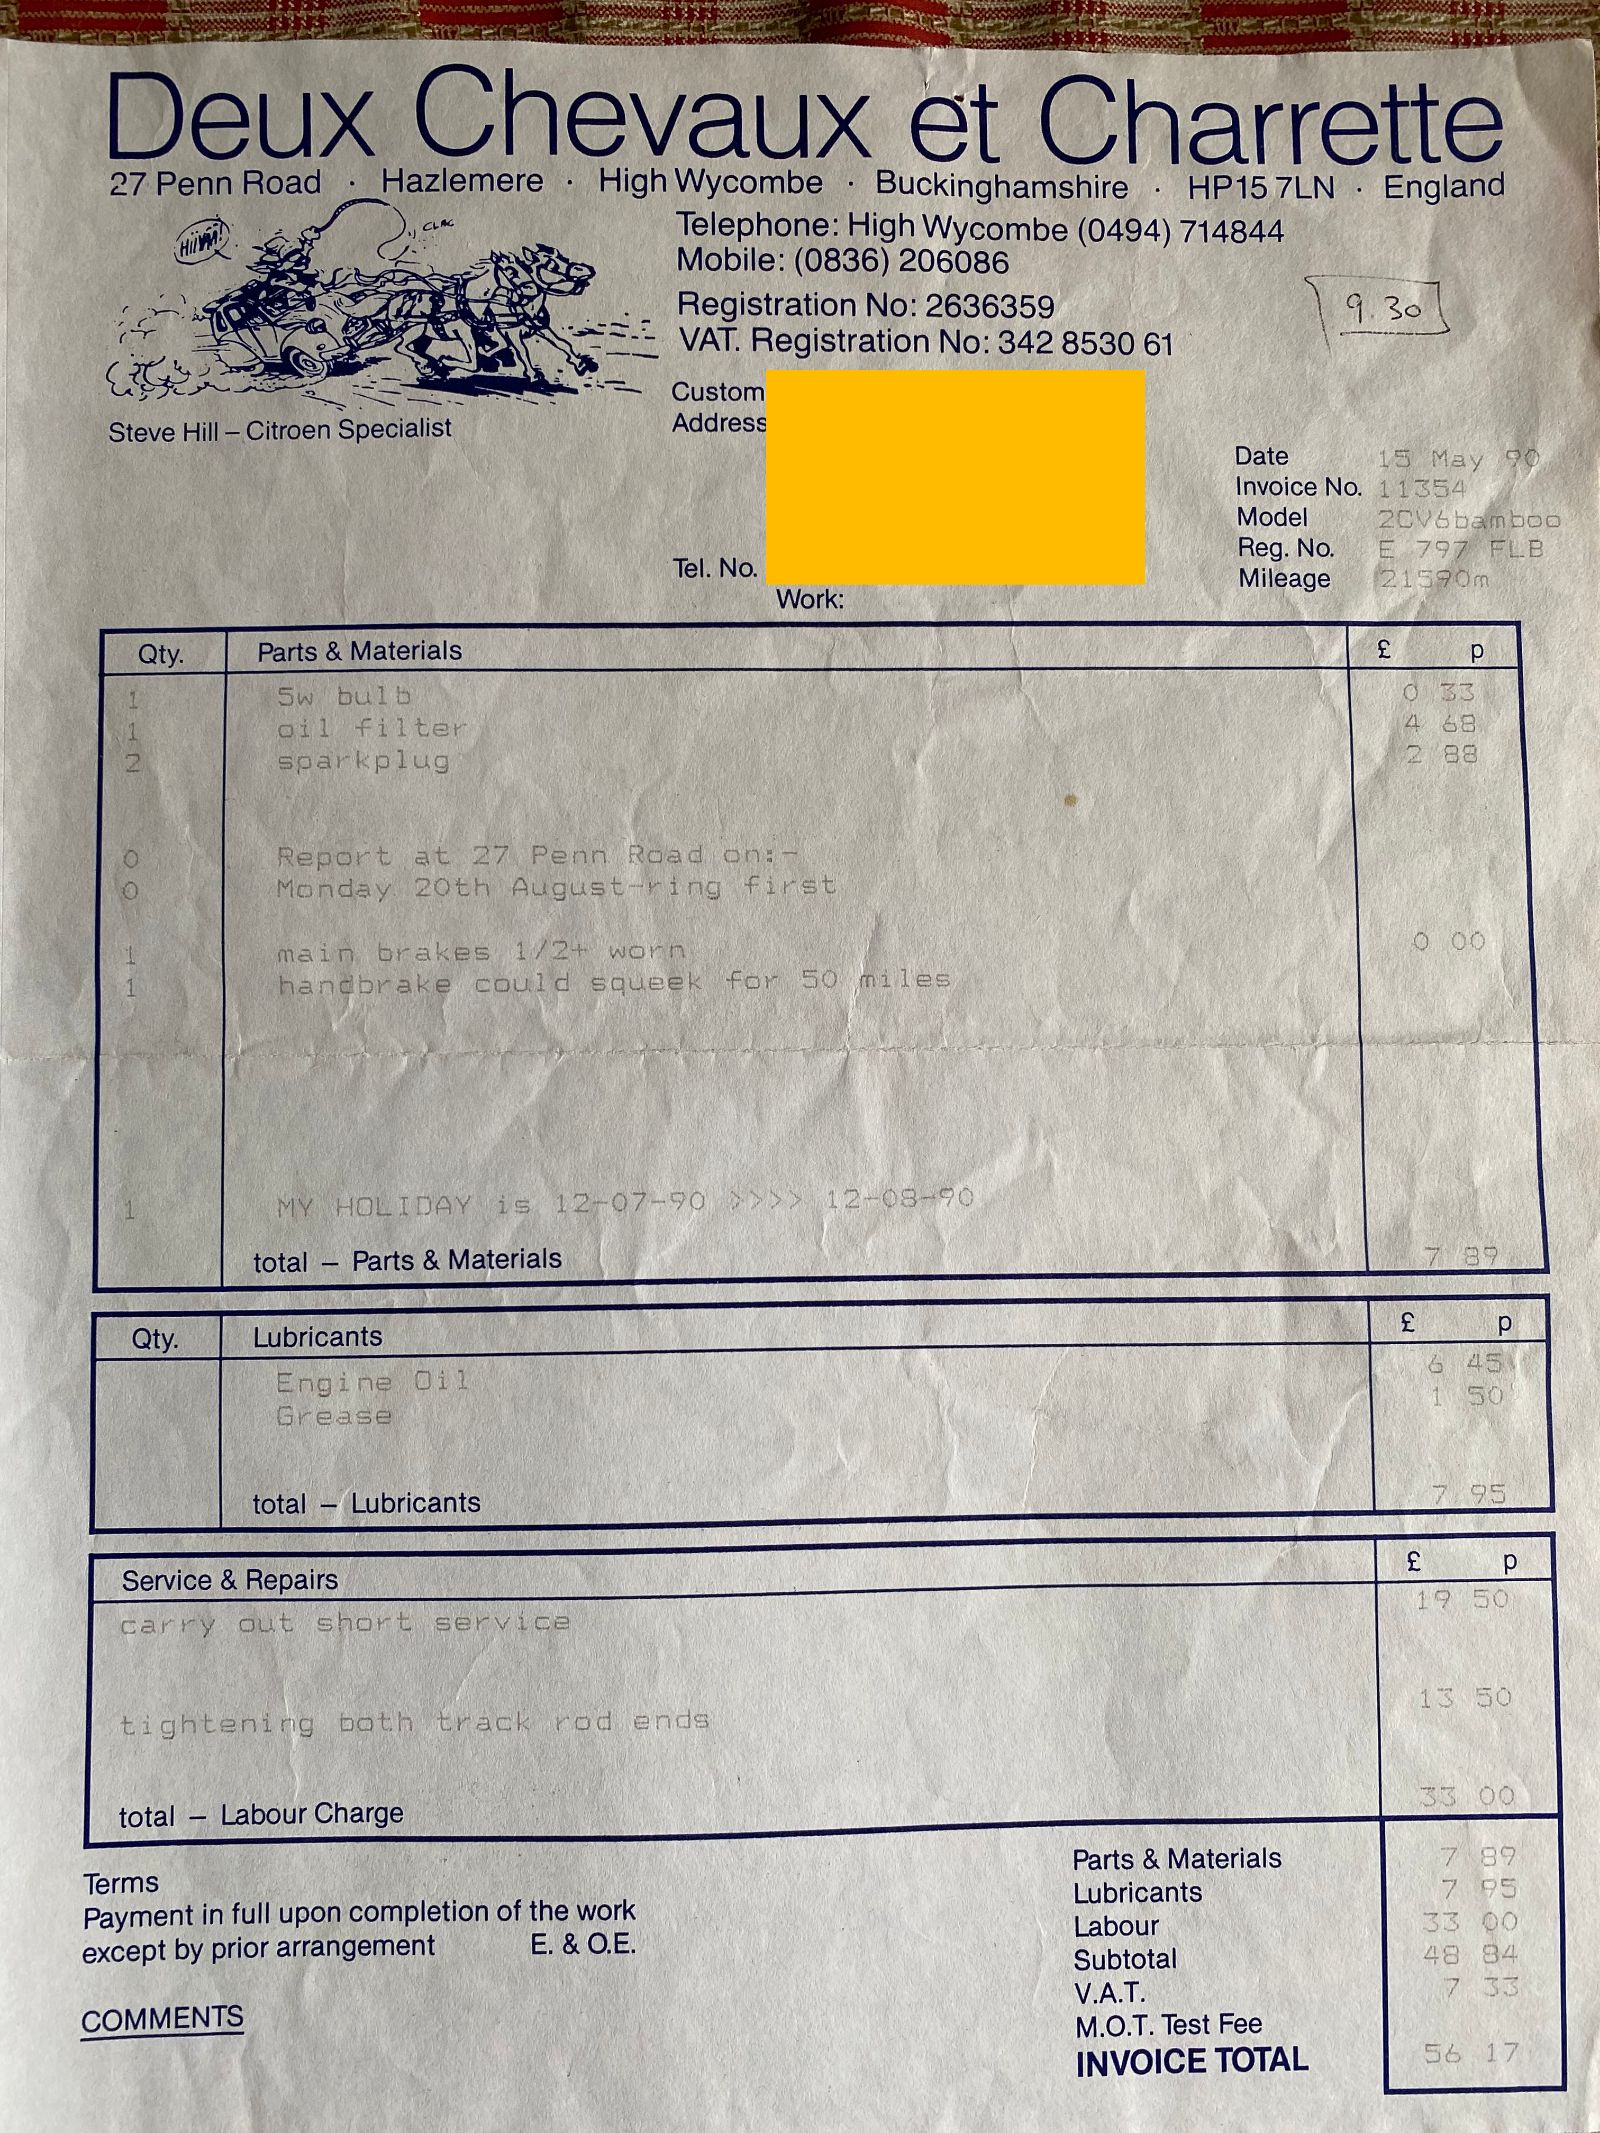 Deux Chevaux et Charrette
27 Penn Road · Hazlemere · High Wycombe · Buckinghamshire · HP15 7LN · England
HIIYAA!
CLAC
Telephone: High Wycombe (0494) 714844
Mobile: (0836) 206086
Registration No: 2636359
VAT. Registration No: 342 8530 61
9.30
Steve Hill – Citroen Specialist
Custom
Address
Tel. No.
Work:
Date 15 May 90
Invoice No. 11354
Model 2CV6bamboo
Reg. No. E 797 FLB
Mileage 21590m
Qty. Parts & Materials £ p
1 5w bulb 0 33
1 oil filter 4 68
2 sparkplug 2 88
0 Report at 27 Penn Road on:-
0 Monday 20th August-ring first
1 main brakes 1/2+ worn 0 00
1 handbrake could squeek for 50 miles
1 MY HOLIDAY is 12-07-90 >>>> 12-08-90
total – Parts & Materials 7 89
Qty. Lubricants £ p
Engine Oil 6 45
Grease 1 50
total – Lubricants 7 95
Service & Repairs £ p
carry out short service 19 50
tightening both track rod ends 13 50
total – Labour Charge 33 00
Terms
Payment in full upon completion of the work
except by prior arrangement E. & O.E.
COMMENTS
Parts & Materials 7 89
Lubricants 7 95
Labour 33 00
Subtotal 48 84
V.A.T. 7 33
M.O.T. Test Fee
INVOICE TOTAL 56 17